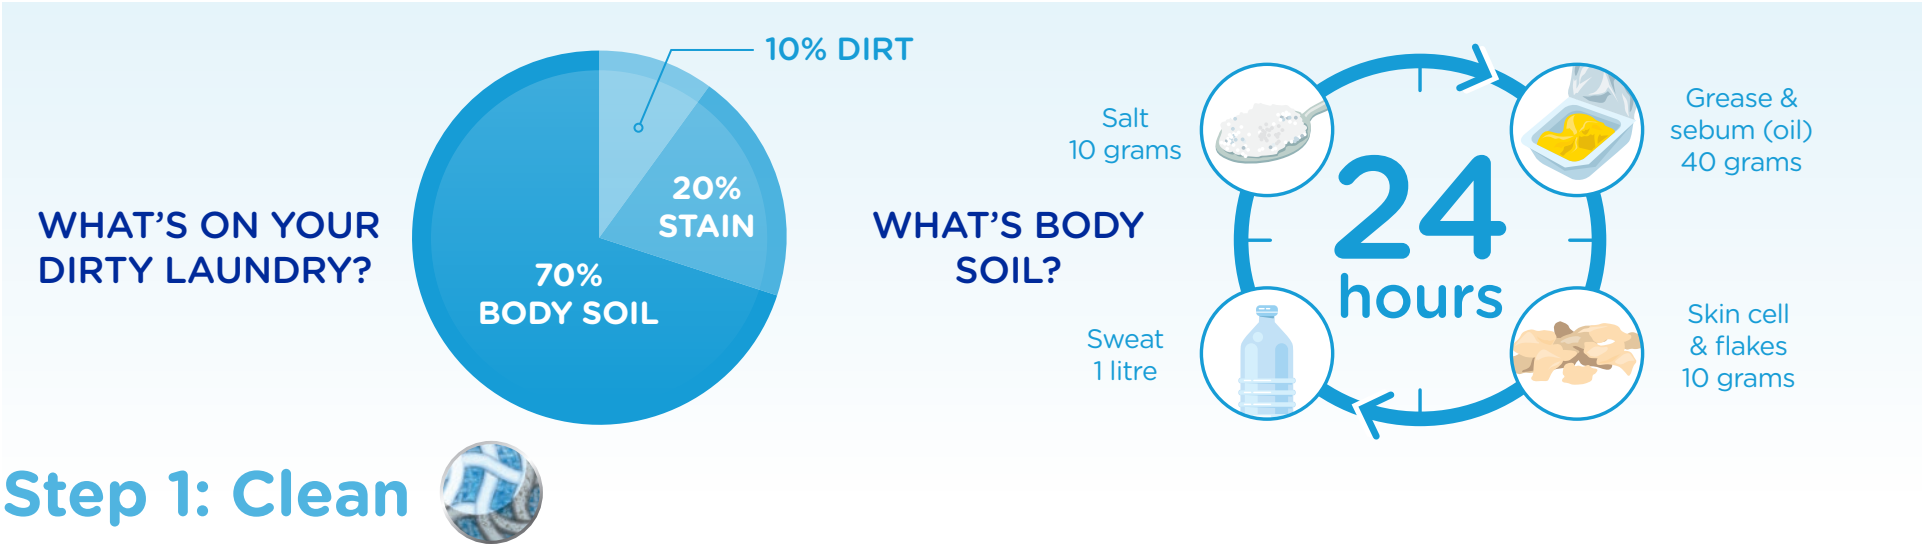 WHAT'S ON YOUR
DIRTY LAUNDRY?
10% DIRT
20%
STAIN
70%
BODY SOIL
WHAT'S BODY
SOIL?
Salt
10 grams
Grease &
sebum (oil)
40 grams
24
hours
Sweat
1 litre
Skin cell
& flakes
10 grams
Step 1: Clean